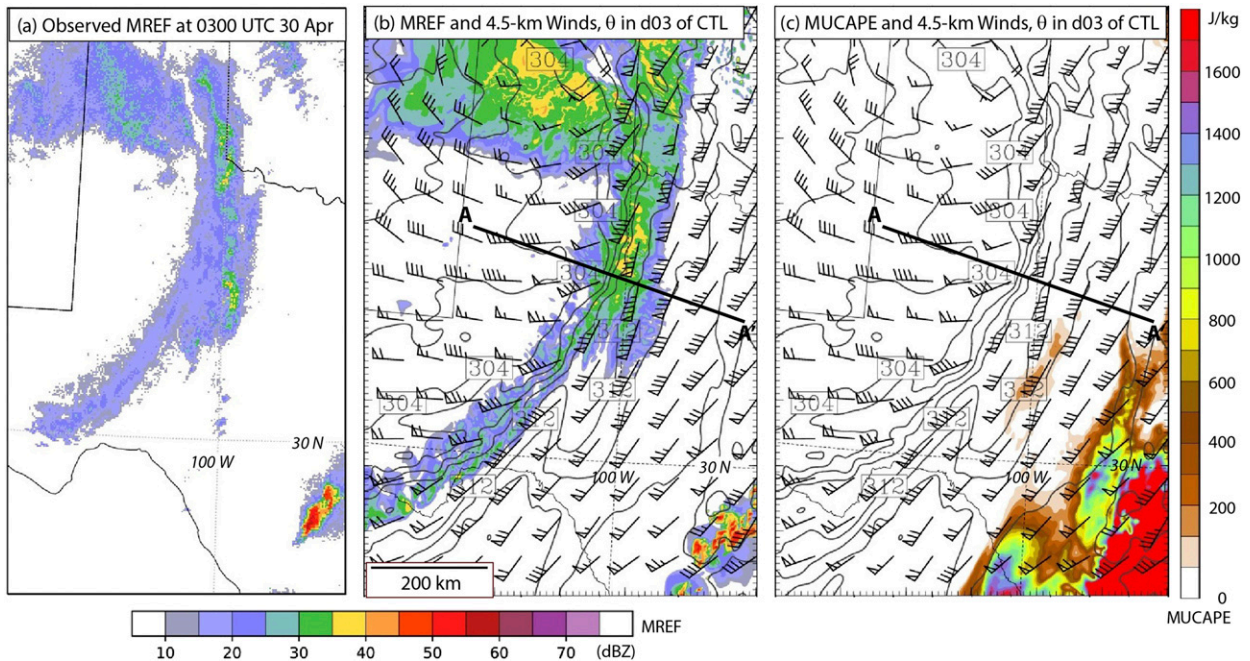 (a) Observed MREF at 0300 UTC 30 Apr
30 N
100 W
(b) MREF and 4.5-km Winds, θ in d03 of CTL
304
304
304
A
A'
304
304
312
312
312
312
100 W
30 N
200 km
(c) MUCAPE and 4.5-km Winds, θ in d03 of CTL
304
304
304
A
304
A'
312
304
304
312
312
312
30 N
100 W
J/kg
1600
1400
1200
1000
800
600
400
200
0
MUCAPE
MREF
10 20 30 40 50 60 70 (dBZ)